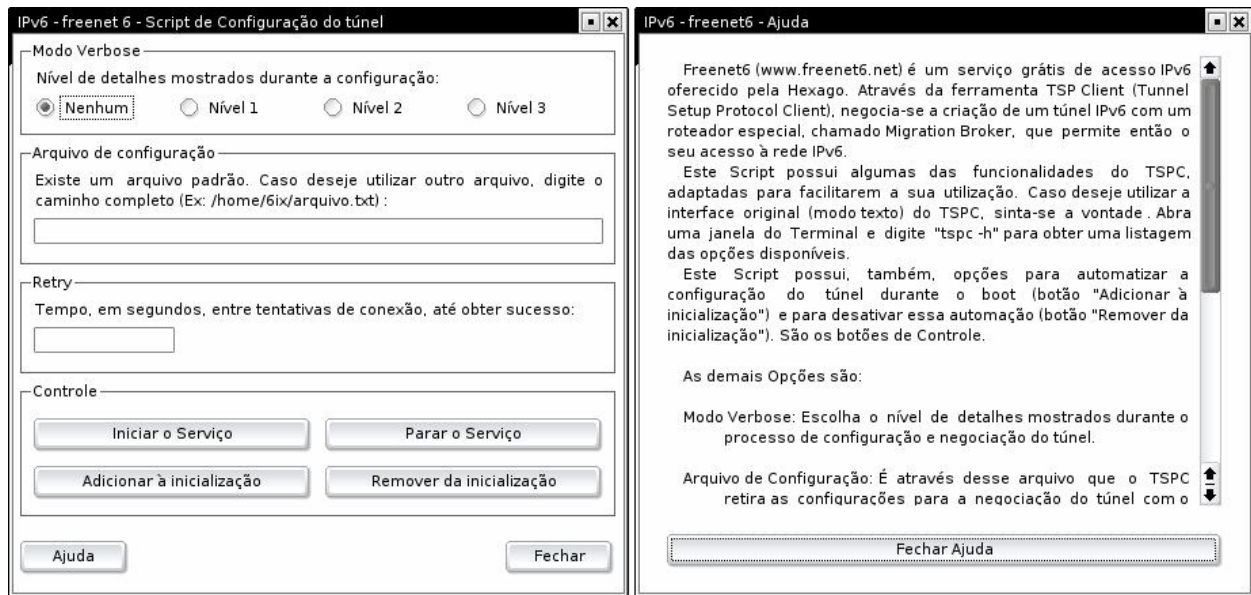 IPv6 - freenet 6 - Script de Configuração do túnel
Modo Verbose
Nível de detalhes mostrados durante a configuração:
Nenhum Nível 1 Nível 2 Nível 3
Arquivo de configuração
Existe um arquivo padrão. Caso deseje utilizar outro arquivo, digite o
caminho completo (Ex: /home/6ix/arquivo.txt) :
Retry
Tempo, em segundos, entre tentativas de conexão, até obter sucesso:
Controle
Iniciar o Serviço Parar o Serviço
Adicionar à inicialização Remover da inicialização
Ajuda Fechar
IPv6 - freenet6 - Ajuda
Freenet6 (www.freenet6.net) é um serviço grátis de acesso IPv6
oferecido pela Hexago. Através da ferramenta TSP Client (Tunnel
Setup Protocol Client), negocia-se a criação de um túnel IPv6 com um
roteador especial, chamado Migration Broker, que permite então o
seu acesso à rede IPv6.
Este Script possui algumas das funcionalidades do TSPC,
adaptadas para facilitarem a sua utilização. Caso deseje utilizar a
interface original (modo texto) do TSPC, sinta-se a vontade . Abra
uma janela do Terminal e digite "tspc -h" para obter uma listagem
das opções disponíveis.
Este Script possui, também, opções para automatizar a
configuração do túnel durante o boot (botão "Adicionar à
inicialização") e para desativar essa automação (botão "Remover da
inicialização"). São os botões de Controle.
As demais Opções são:
Modo Verbose: Escolha o nível de detalhes mostrados durante o
processo de configuração e negociação do túnel.
Arquivo de Configuração: É através desse arquivo que o TSPC
retira as configurações para a negociação do túnel com o
Fechar Ajuda